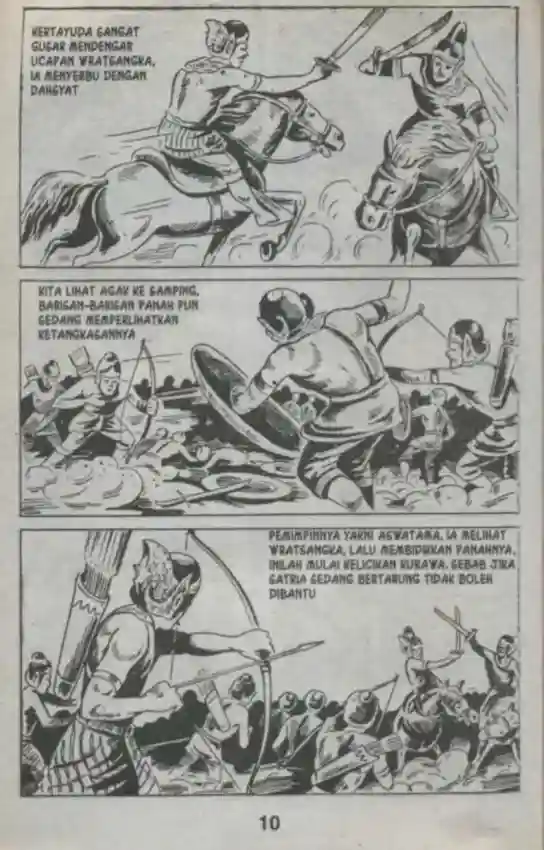 KERTAYUDA SANGAT
GUSAR MENDENGAR
UCAPAN WRATSANGKA,
IA MENYERBU DENGAN
DAHSYAT
KITA LIHAT AGAK KE SAMPING,
BARISAN-BARISAN PANAH PUN
SEDANG MEMPERLIHATKAN
KETANGKASANNYA
PEMIMPINNYA YAKNI ASWATAMA, IA MELIHAT
WRATSANGKA, LALU MEMBIDIKKAN PANAHNYA,
INILAH MULAI KELICIKAN KURAWA. SEBAB JIKA
SATRIA SEDANG BERTARUNG TIDAK BOLEH
DIBANTU
10